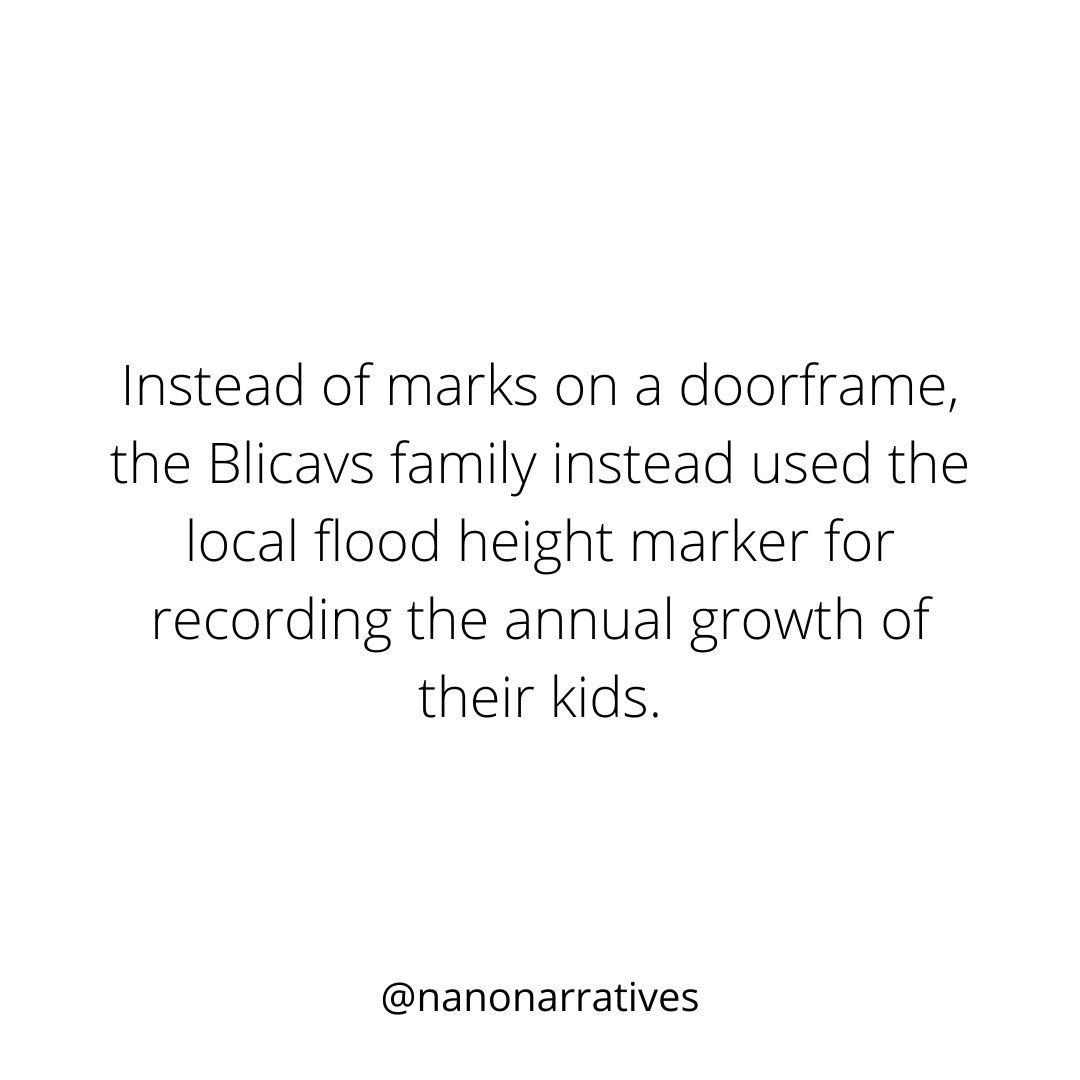 Instead of marks on a doorframe,
the Blicavs family instead used the
local flood height marker for
recording the annual growth of
their kids.
@nanonarratives